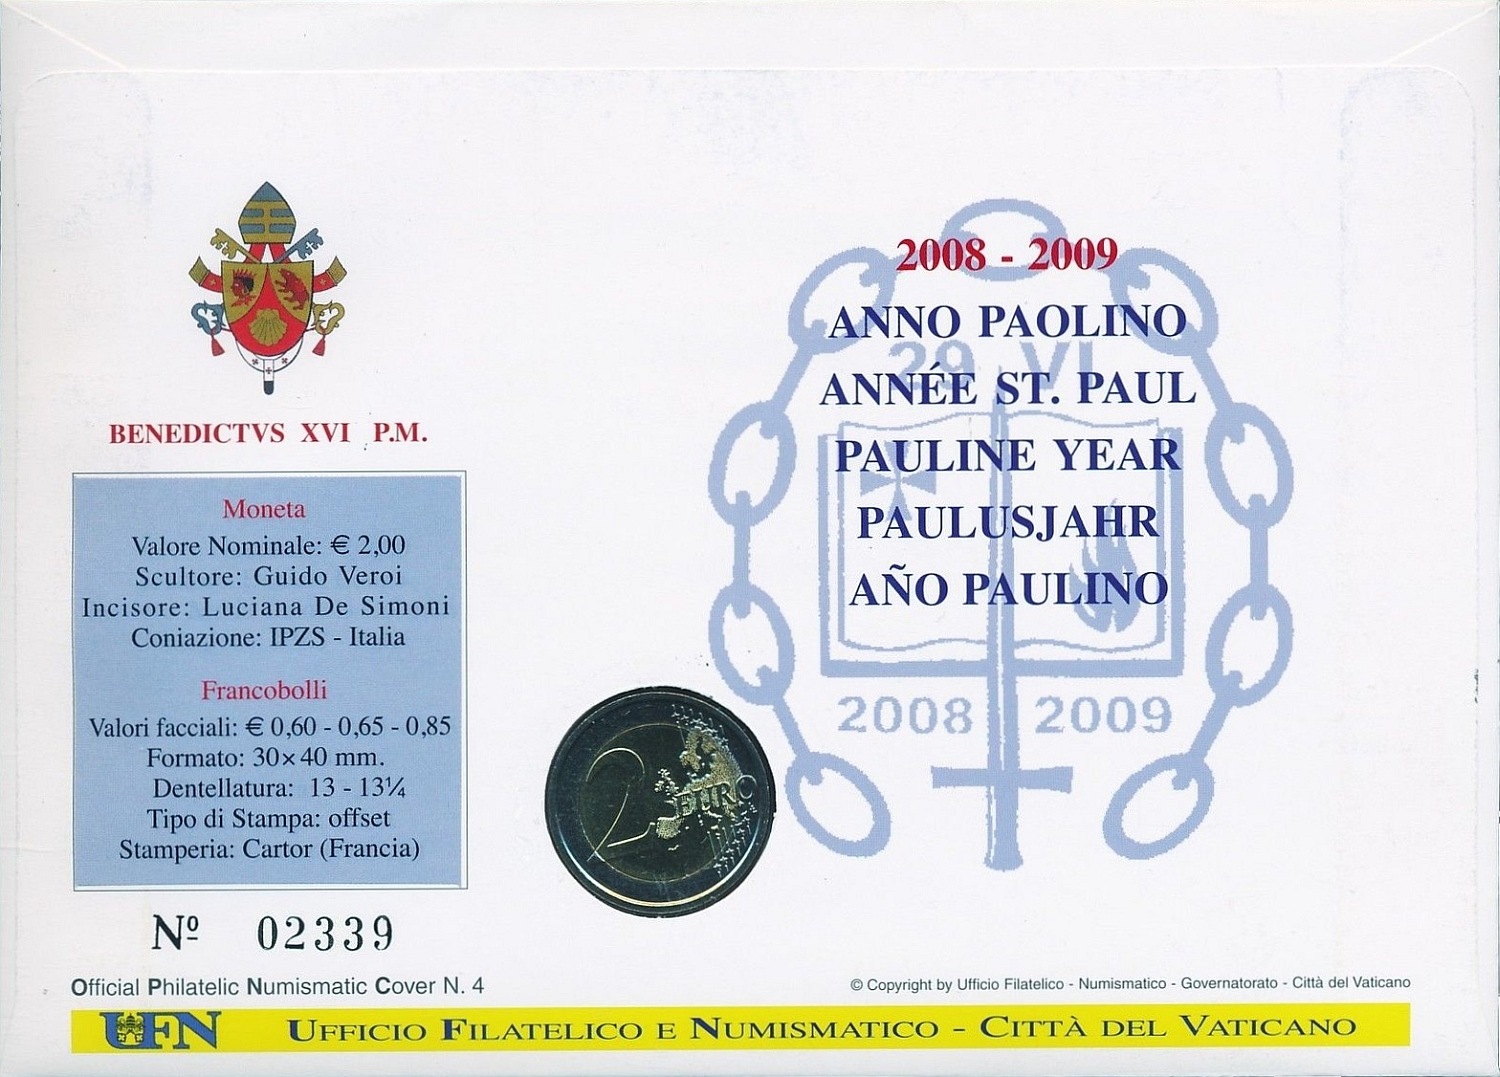 2008 - 2009
ANNO PAOLINO
29 VI
ANNÉE ST. PAUL
PAULINE YEAR
PAULUSJAHR
AÑO PAULINO
2008 2009
BENEDICTVS XVI P.M.
Moneta
Valore Nominale: € 2,00
Scultore: Guido Veroi
Incisore: Luciana De Simoni
Coniazione: IPZS - Italia
Francobolli
Valori facciali: € 0,60 - 0,65 - 0,85
Formato: 30×40 mm.
Dentellatura: 13 - 13¼
Tipo di Stampa: offset
Stamperia: Cartor (Francia)
2 EURO
Nº 02339
Official Philatelic Numismatic Cover N. 4
© Copyright by Ufficio Filatelico - Numismatico - Governatorato - Città del Vaticano
UFN UFFICIO FILATELICO E NUMISMATICO - CITTÀ DEL VATICANO